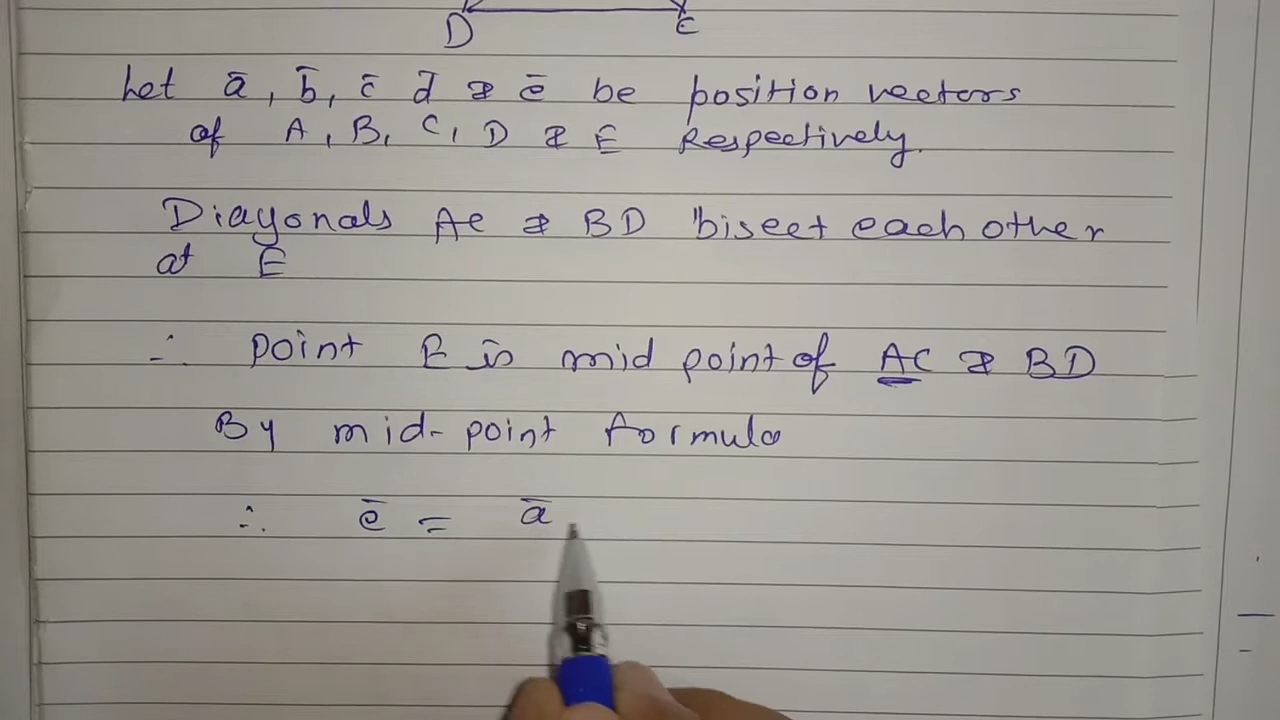 D C
Let ā, b̄, c̄ d̄ & ē be position vectors
of A, B, C, D & E Respectively.
Diagonals AC & BD bisect each other
at E
∴ point E is mid point of AC & BD
By mid-point formula
∴ ē = ā